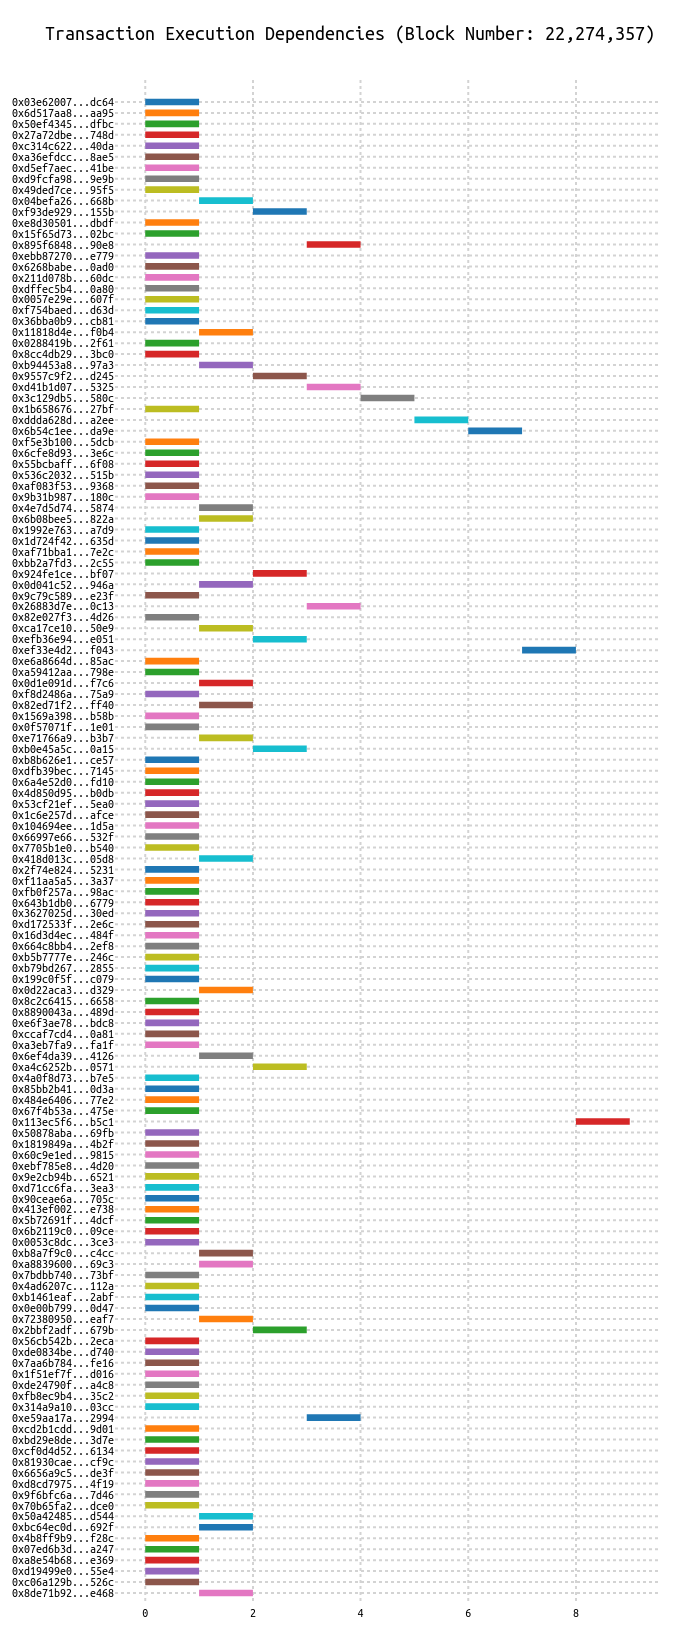 Transaction Execution Dependencies (Block Number: 22,274,357)
0x03e62007...dc64
0x6d517aa8...aa95
0x50ef4345...dfbc
0x27a72dbe...748d
0xc314c622...40da
0xa36efdcc...8ae5
0xd5ef7aec...41be
0xd9fcfa98...9e9b
0x49ded7ce...95f5
0x04befa26...668b
0xf93de929...155b
0xe8d30501...dbdf
0x15f65d73...02bc
0x895f6848...90e8
0xebb87270...e779
0x6268babe...0ad0
0x211d078b...60dc
0xdffec5b4...0a80
0x0057e29e...607f
0xf754baed...d63d
0x36bba0b9...cb81
0x11818d4e...f0b4
0x0288419b...2f61
0x8cc4db29...3bc0
0xb94453a8...97a3
0x9557c9f2...d245
0xd41b1d07...5325
0x3c129db5...580c
0x1b658676...27bf
0xddda628d...a2ee
0x6b54c1ee...da9e
0xf5e3b100...5dcb
0x6cfe8d93...3e6c
0x55bcbaff...6f08
0x536c2032...515b
0xaf083f53...9368
0x9b31b987...180c
0x4e7d5d74...5874
0x6b08bee5...822a
0x1992e763...a7d9
0x1d724f42...635d
0xaf71bba1...7e2c
0xbb2a7fd3...2c55
0x924fe1ce...bf07
0x0d041c52...946a
0x9c79c589...e23f
0x26883d7e...0c13
0x82e027f3...4d26
0xca17ce10...50e9
0xefb36e94...e051
0xef33e4d2...f043
0xe6a8664d...85ac
0xa59412aa...798e
0x0d1e091d...f7c6
0xf8d2486a...75a9
0x82ed71f2...ff40
0x1569a398...b58b
0x0f57071f...1e01
0xe71766a9...b3b7
0xb0e45a5c...0a15
0xb8b626e1...ce57
0xdfb39bec...7145
0x6a4e52d0...fd10
0x4d850d95...b0db
0x53cf21ef...5ea0
0x1c6e257d...afce
0x104694ee...1d5a
0x66997e66...532f
0x7705b1e0...b540
0x418d013c...05d8
0x2f74e824...5231
0xf11aa5a5...3a37
0xfb0f257a...98ac
0x643b1db0...6779
0x3627025d...30ed
0xd172533f...2e6c
0x16d3d4ec...484f
0x664c8bb4...2ef8
0xb5b7777e...246c
0xb79bd267...2855
0x199c0f5f...c079
0x0d22aca3...d329
0x8c2c6415...6658
0x8890043a...489d
0xe6f3ae78...bdc8
0xccaf7cd4...0a81
0xa3eb7fa9...fa1f
0x6ef4da39...4126
0xa4c6252b...0571
0x4a0f8d73...b7e5
0x85bb2b41...0d3a
0x484e6406...77e2
0x67f4b53a...475e
0x113ec5f6...b5c1
0x50878aba...69fb
0x1819849a...4b2f
0x60c9e1ed...9815
0xebf785e8...4d20
0x9e2cb94b...6521
0xd71cc6fa...3ea3
0x90ceae6a...705c
0x413ef002...e738
0x5b72691f...4dcf
0x6b2119c0...09ce
0x0053c8dc...3ce3
0xb8a7f9c0...c4cc
0xa8839600...69c3
0x7bdbb740...73bf
0x4ad6207c...112a
0xb1461eaf...2abf
0x0e00b799...0d47
0x72380950...eaf7
0x2bbf2adf...679b
0x56cb542b...2eca
0xde0834be...d740
0x7aa6b784...fe16
0x1f51ef7f...d016
0xde24790f...a4c8
0xfb8ec9b4...35c2
0x314a9a10...03cc
0xe59aa17a...2994
0xcd2b1cdd...9d01
0xbd29e8de...3d7e
0xcf0d4d52...6134
0x81930cae...cf9c
0x6656a9c5...de3f
0xd8cd7975...4f19
0x9f6bfc6a...7d46
0x70b65fa2...dce0
0x50a42485...d544
0xbc64ec0d...692f
0x4b8ff9b9...f28c
0x07ed6b3d...a247
0xa8e54b68...e369
0xd19499e0...55e4
0xc06a129b...526c
0x8de71b92...e468
0 2 4 6 8